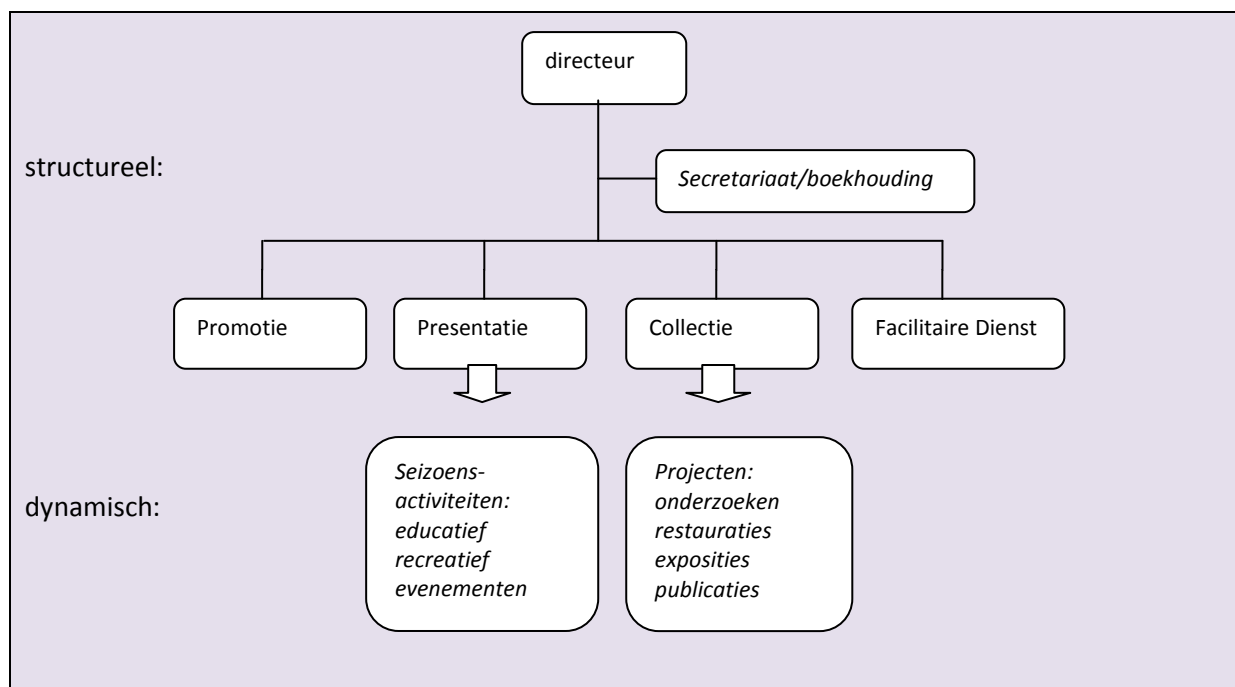 directeur
structureel:
Secretariaat/boekhouding
Promotie
Presentatie
Collectie
Facilitaire Dienst
dynamisch:
Seizoens-
activiteiten:
educatief
recreatief
evenementen
Projecten:
onderzoeken
restauraties
exposities
publicaties